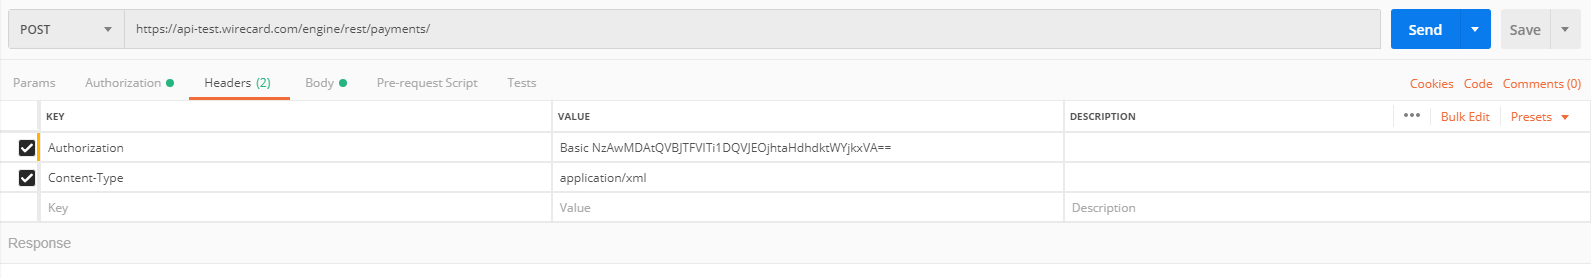 POST https://api-test.wirecard.com/engine/rest/payments/ Send Save
Params Authorization Headers (2) Body Pre-request Script Tests Cookies Code Comments (0)
KEY VALUE DESCRIPTION ••• Bulk Edit Presets
Authorization Basic NzAwMDAtQVBJTFVITi1DQVJEOjhtaHdhdktWYjkxVA==
Content-Type application/xml
Key Value Description
Response